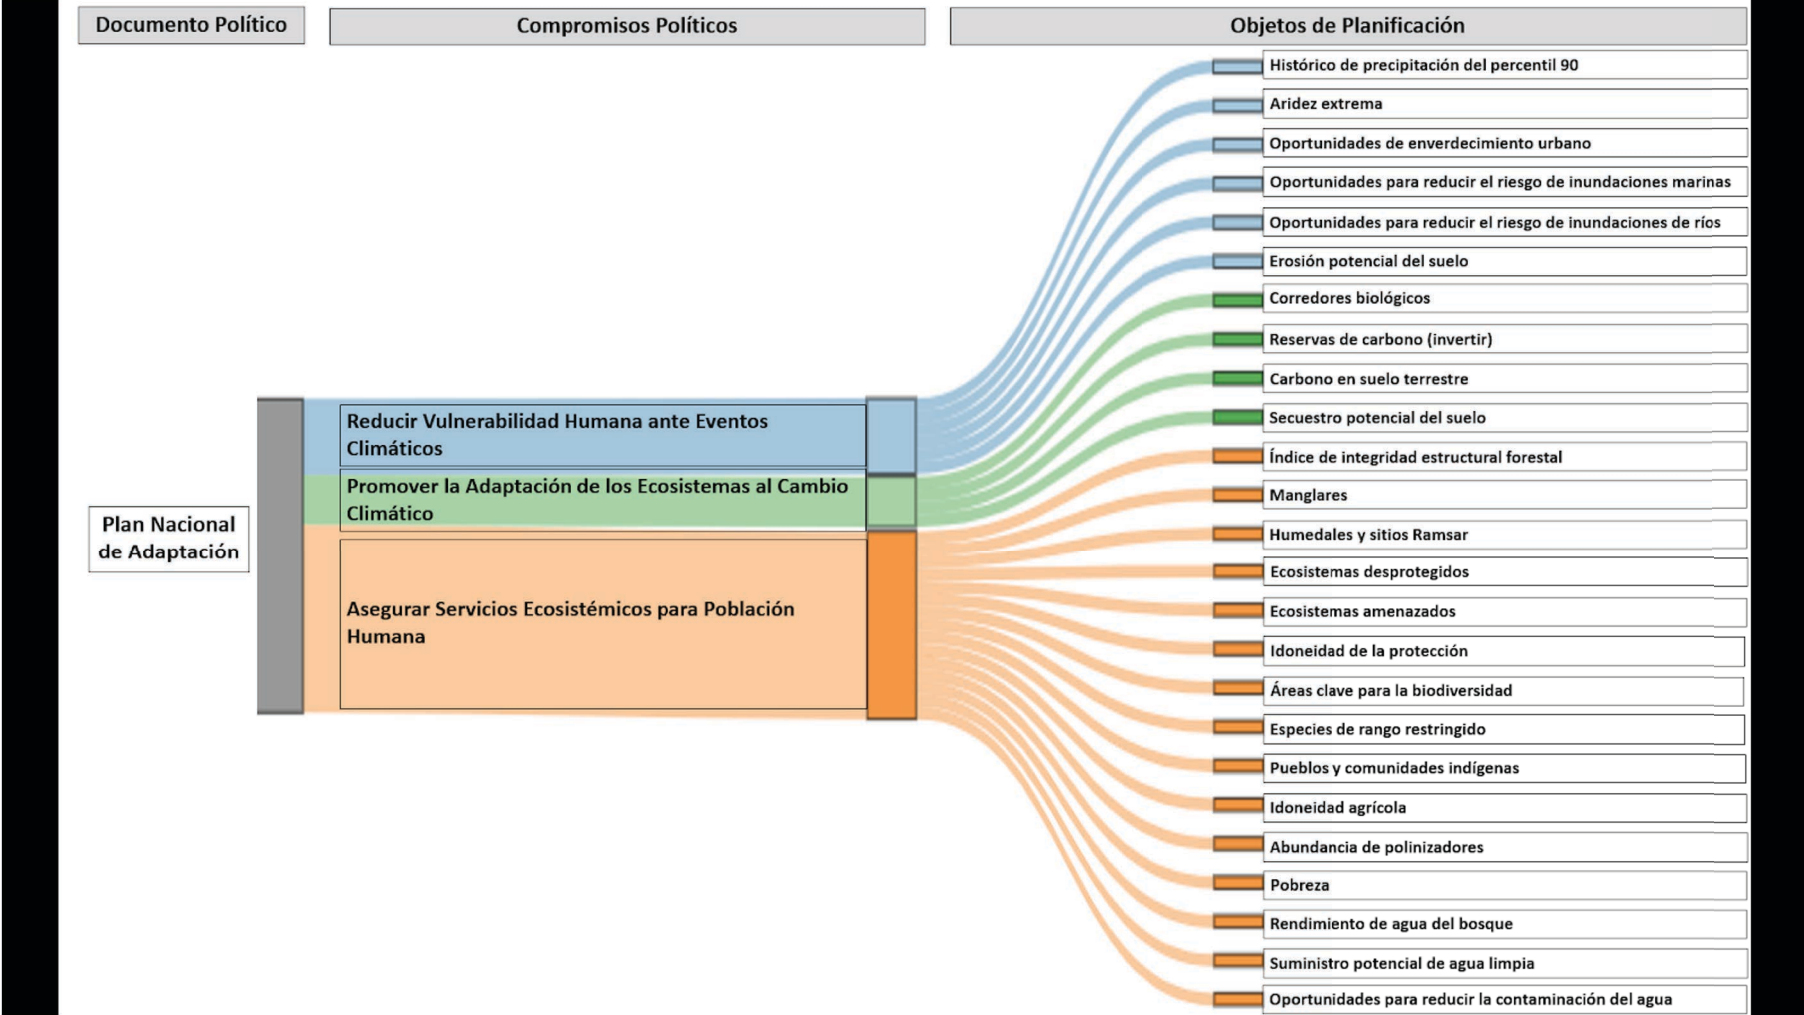 Documento Político
Compromisos Políticos
Objetos de Planificación
Plan Nacional
de Adaptación
Reducir Vulnerabilidad Humana ante Eventos
Climáticos
Promover la Adaptación de los Ecosistemas al Cambio
Climático
Asegurar Servicios Ecosistémicos para Población
Humana
Histórico de precipitación del percentil 90
Aridez extrema
Oportunidades de enverdecimiento urbano
Oportunidades para reducir el riesgo de inundaciones marinas
Oportunidades para reducir el riesgo de inundaciones de ríos
Erosión potencial del suelo
Corredores biológicos
Reservas de carbono (invertir)
Carbono en suelo terrestre
Secuestro potencial del suelo
Índice de integridad estructural forestal
Manglares
Humedales y sitios Ramsar
Ecosistemas desprotegidos
Ecosistemas amenazados
Idoneidad de la protección
Áreas clave para la biodiversidad
Especies de rango restringido
Pueblos y comunidades indígenas
Idoneidad agrícola
Abundancia de polinizadores
Pobreza
Rendimiento de agua del bosque
Suministro potencial de agua limpia
Oportunidades para reducir la contaminación del agua